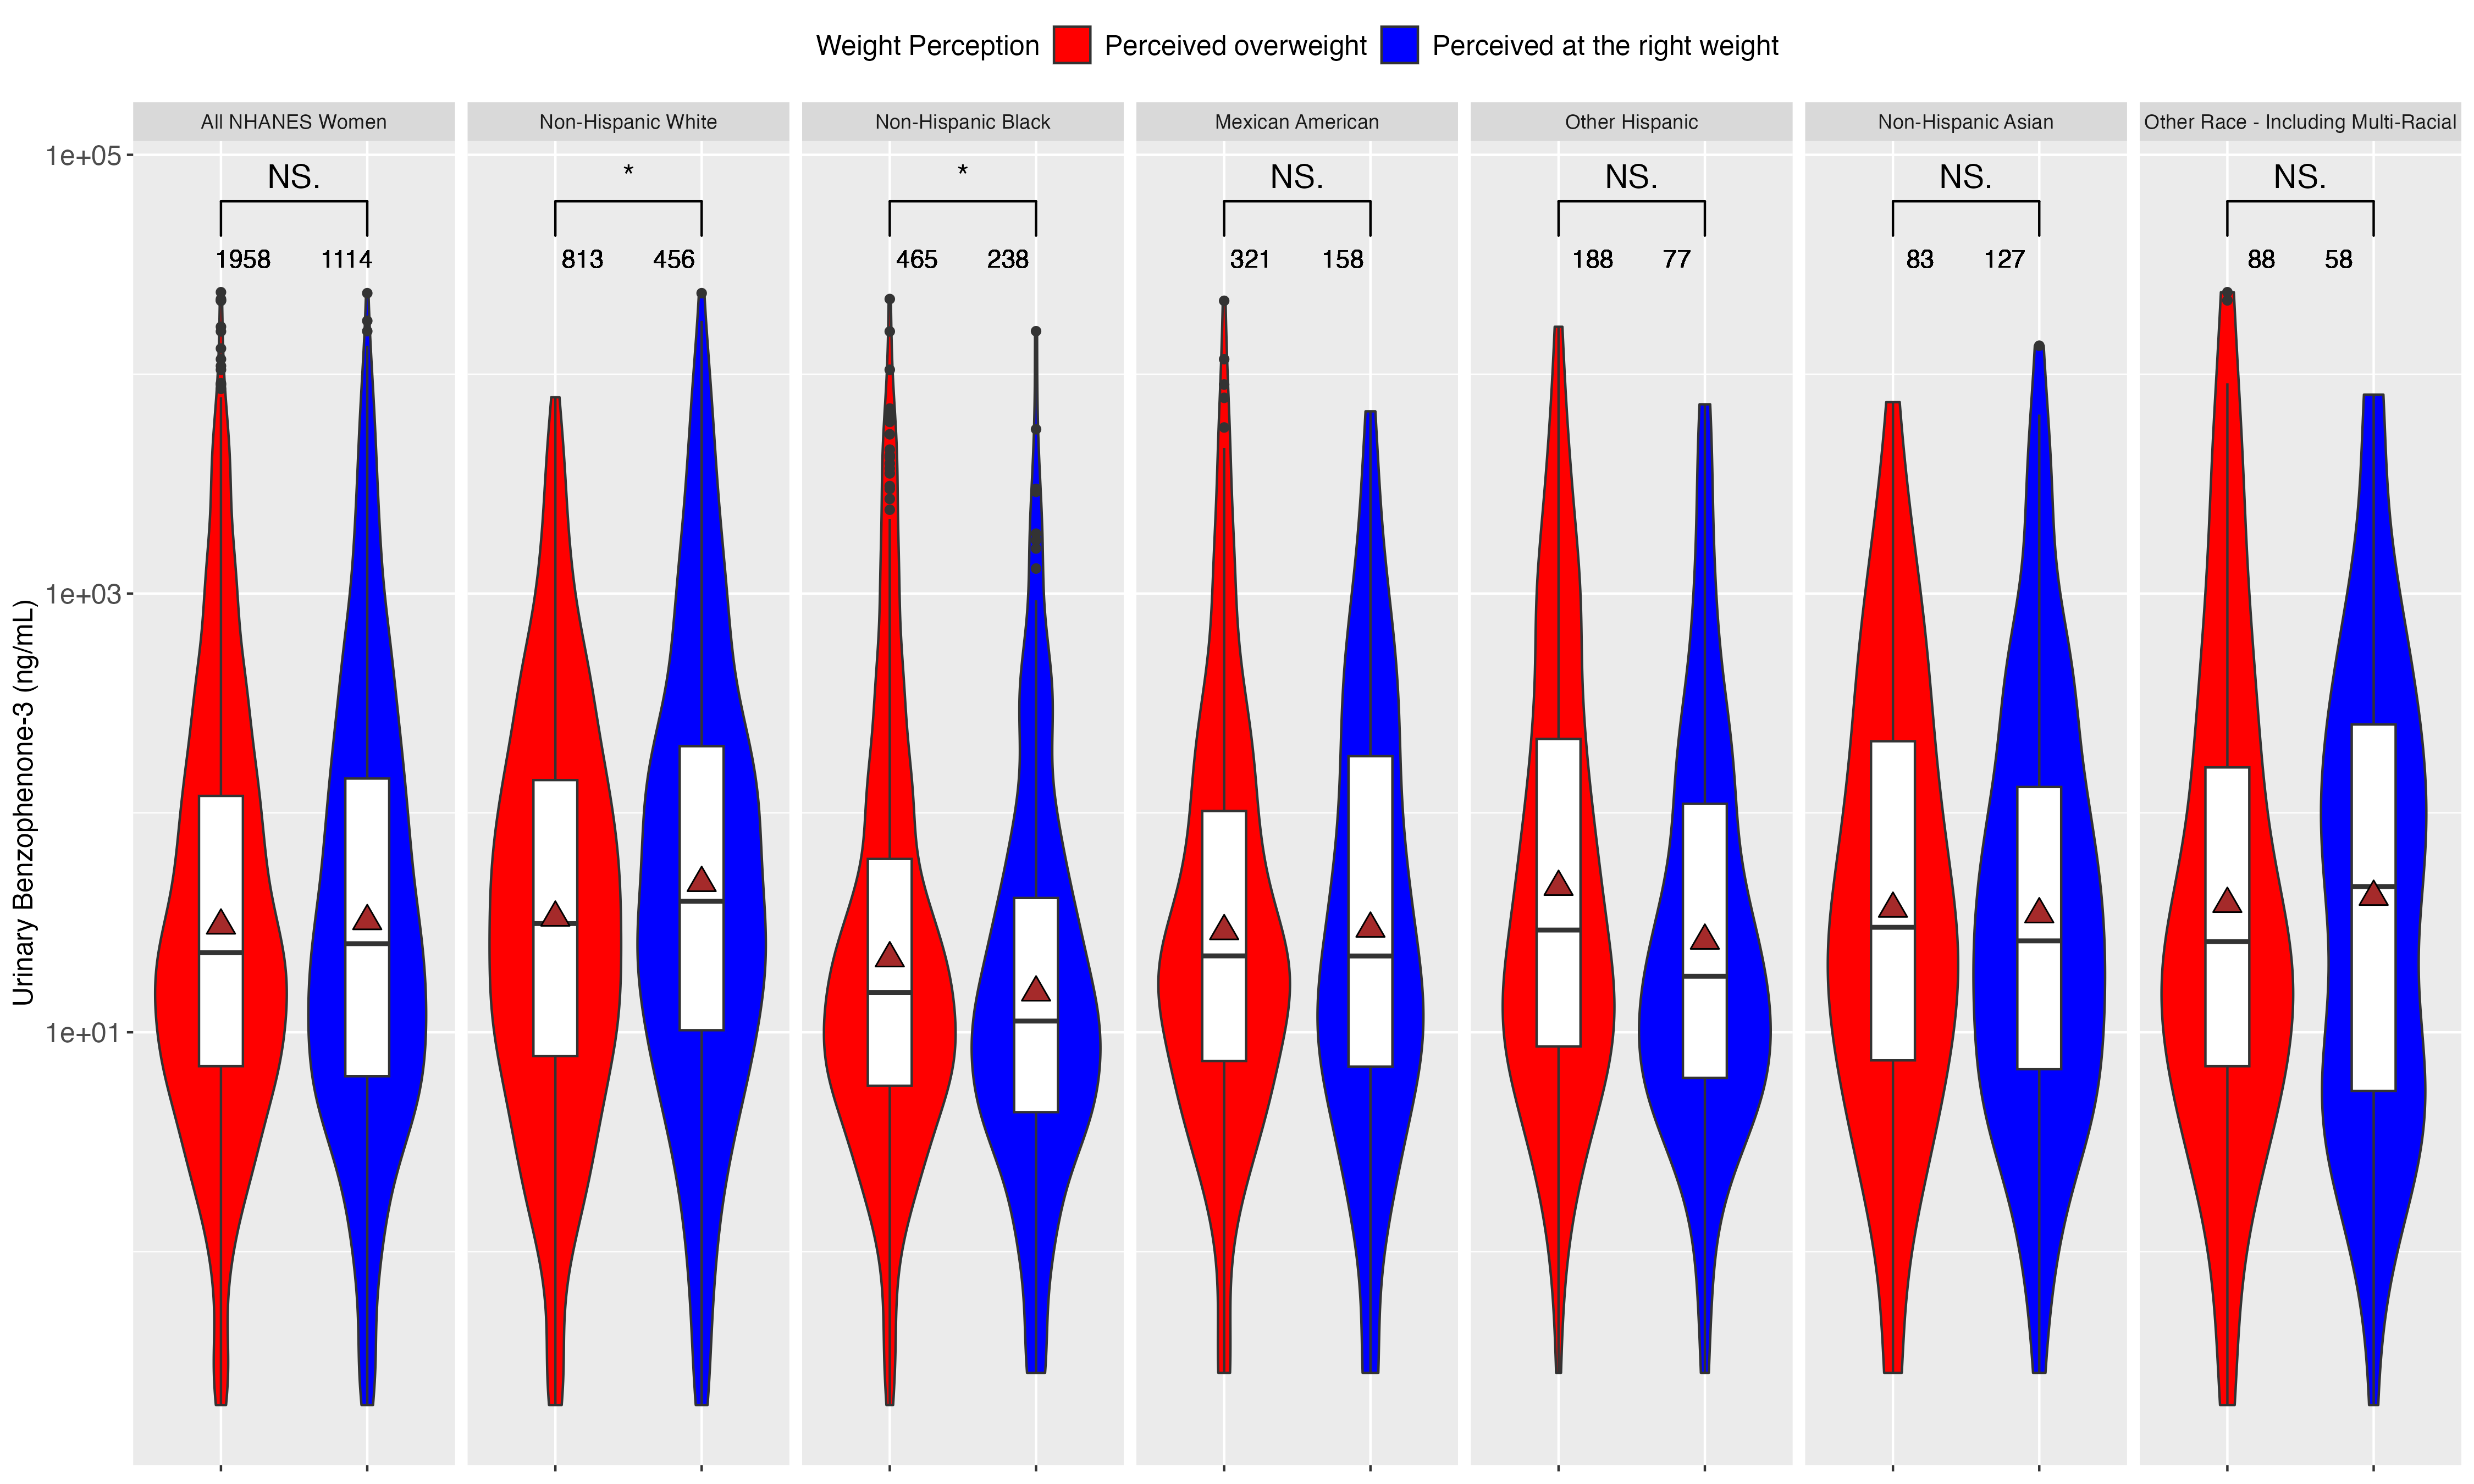 Weight Perception Perceived overweight Perceived at the right weight
All NHANES Women Non-Hispanic White Non-Hispanic Black Mexican American Other Hispanic Non-Hispanic Asian Other Race - Including Multi-Racial
1e+05
NS. * * NS. NS. NS. NS.
1958 1114 813 456 465 238 321 158 188 77 83 127 88 58
1e+03
Urinary Benzophenone-3 (ng/mL)
1e+01